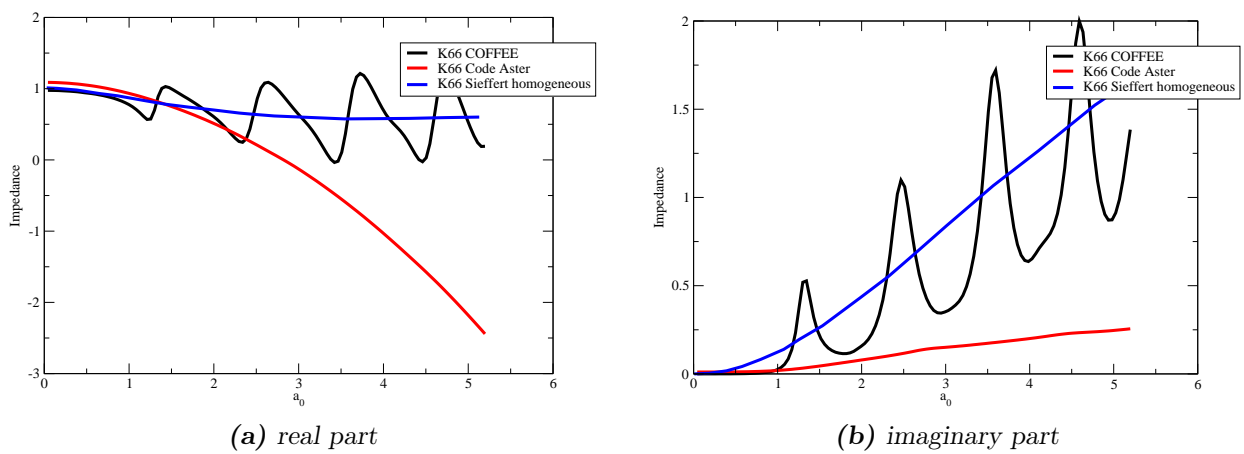 2
1
0
-1
-2
-3
Impedance
0
1
2
3
4
5
6
a0
K66 COFFEE
K66 Code Aster
K66 Sieffert homogeneous
(a) real part
2
1.5
1
0.5
0
Impedance
0
1
2
3
4
5
6
a0
K66 COFFEE
K66 Code Aster
K66 Sieffert homogeneous
(b) imaginary part